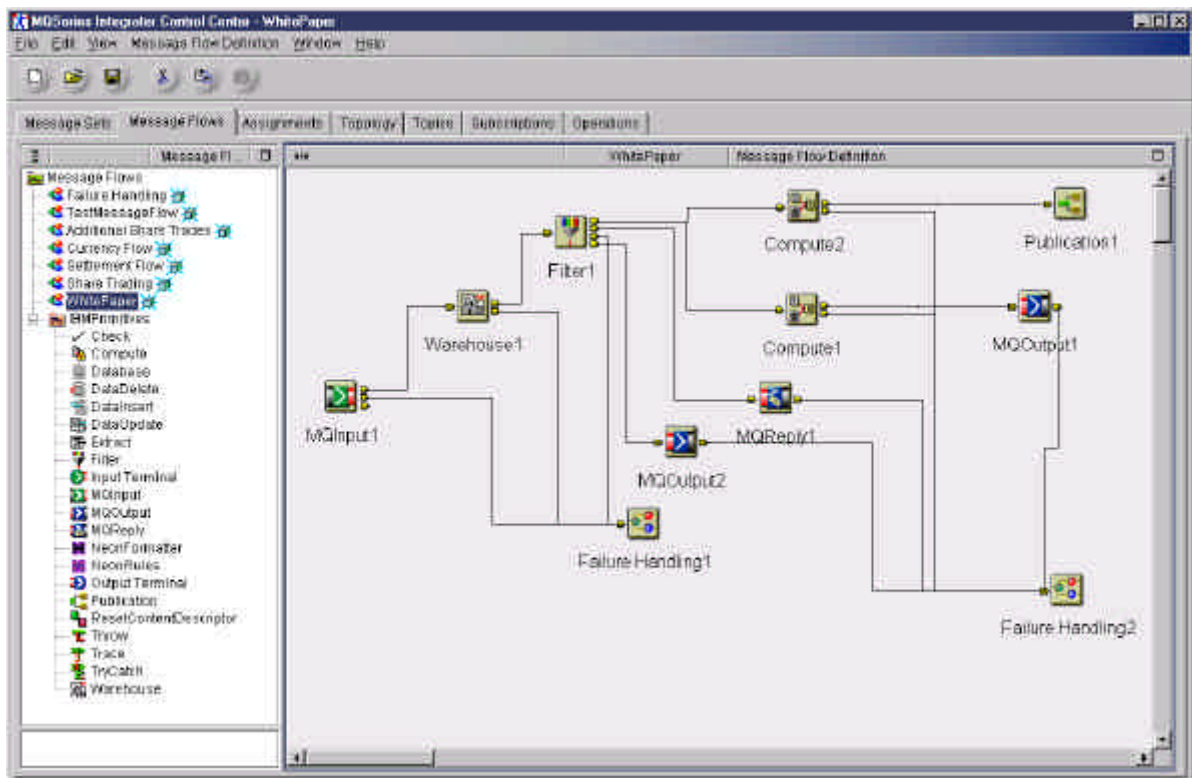 MQSeries Integrator Control Center - WhitePaper
File Edit View Message Flow Definition Window Help
Message Sets Message Flows Assignments Topology Topics Subscriptions Operations
Message Fl...
WhitePaper Message Flow Definition
Message Flows
Failure Handling
TestMessageFlow
Additional Share Trades
Currency Flow
Settlement Flow
Share Trading
WhitePaper
IBMPrimitives
Check
Compute
Database
DataDelete
DataInsert
DataUpdate
Extract
Filter
Input Terminal
MQInput
MQOutput
MQReply
NeonFormatter
NeonRules
Output Terminal
Publication
ResetContentDescriptor
Throw
Trace
TryCatch
Warehouse
Compute2
Publication1
Filter1
Warehouse1
Compute1
MQOutput1
MQInput1
MQReply1
MQOutput2
Failure Handling1
Failure Handling2